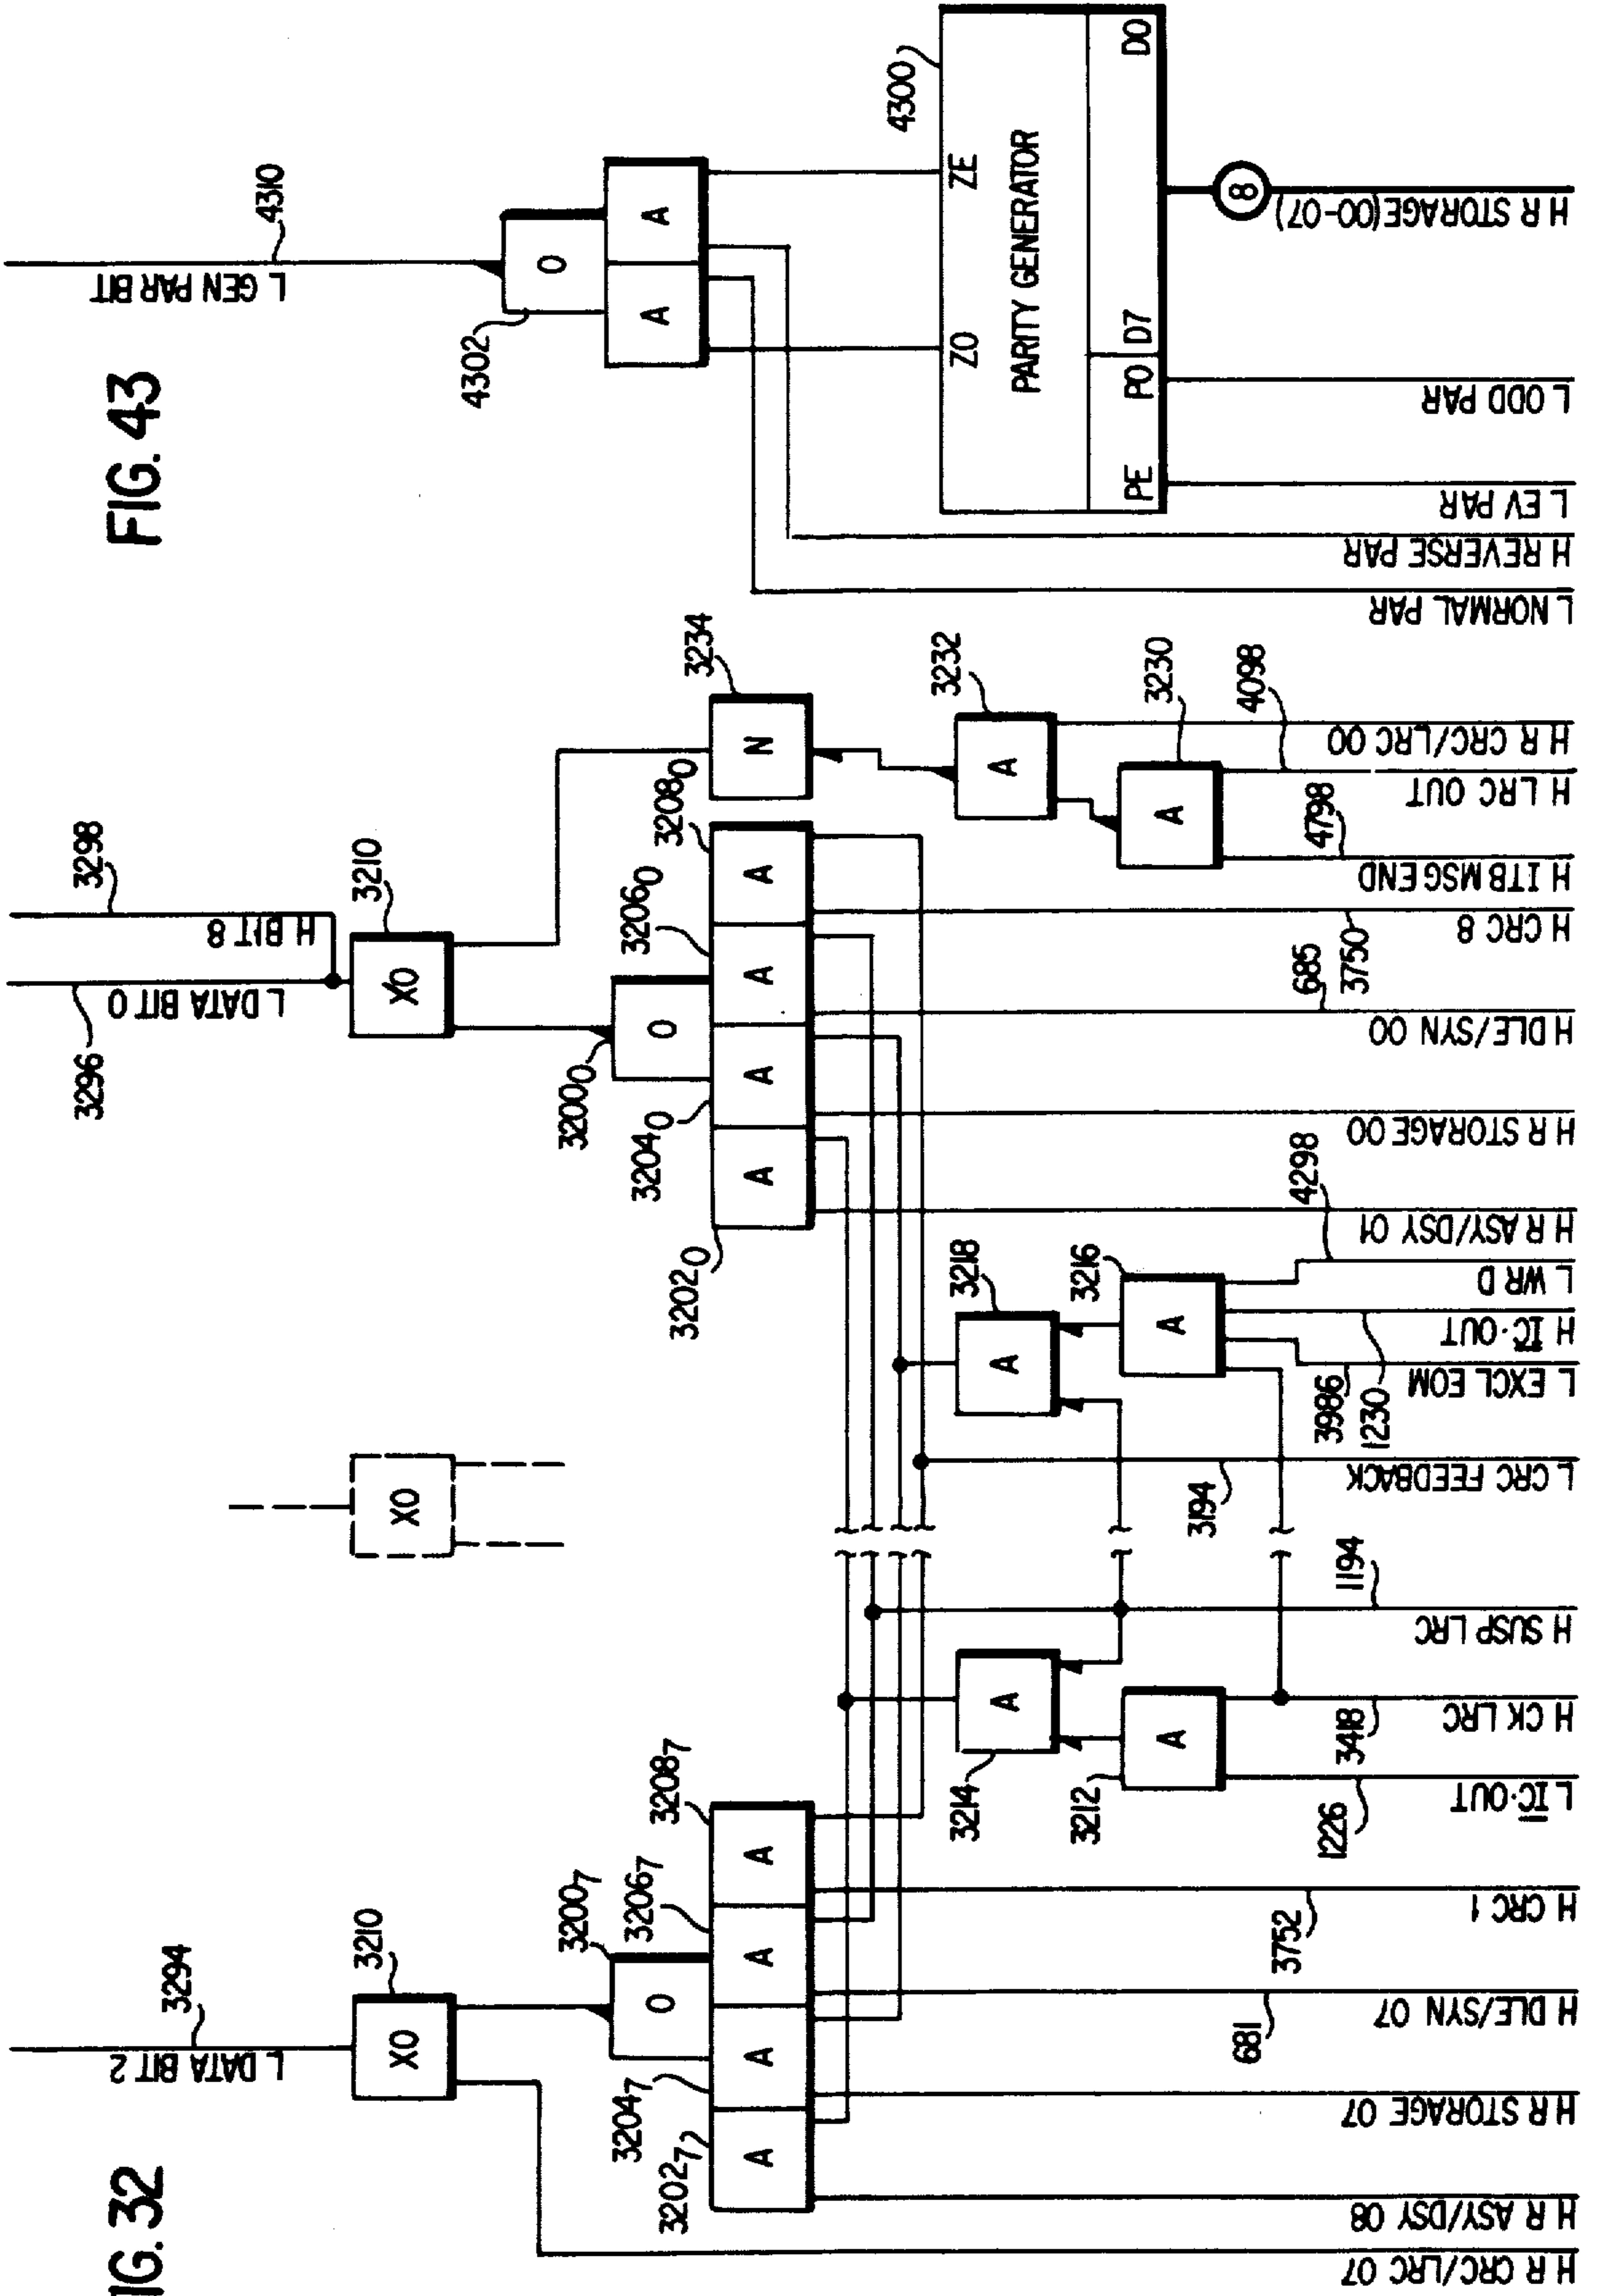 FIG. 43
L GEN PAR BIT
4310
4302
O
A
A
4300
ZO
ZE
PARITY GENERATOR
PE
PO
D7
DO
8
L NORMAL PAR
H REVERSE PAR
L EV PAR
L ODD PAR
H R STORAGE(00-07)
IG. 32
L DATA BIT 2
3294
XO
3210
XO
3296
L DATA BIT O
H BIT 8
3298
XO
3210
3200₇
O
3202₇
3204₇
3206₇
3208₇
A
A
A
A
3200₀
O
3202₀
3204₀
3206₀
3208₀
A
A
A
A
N
3234
3214
A
3212
A
A
3218
A
3216
A
3232
A
3230
H R CRC/LRC 07
H R ASY/DSY 08
H R STORAGE 07
H DLE/SYN 07
681
H CRC 1
3752
L IC·OUT
1226
H CK LRC
3418
H SUSP LRC
1194
L CRC FEEDBACK
3194
L EXCL EOM
3986
H IC·OUT
1230
L WR D
4298
H R ASY/DSY 01
H R STORAGE 00
H DLE/SYN 00
685
H CRC 8
3750
H ITB MSG END
4798
H LRC OUT
4098
H R CRC/LRC 00